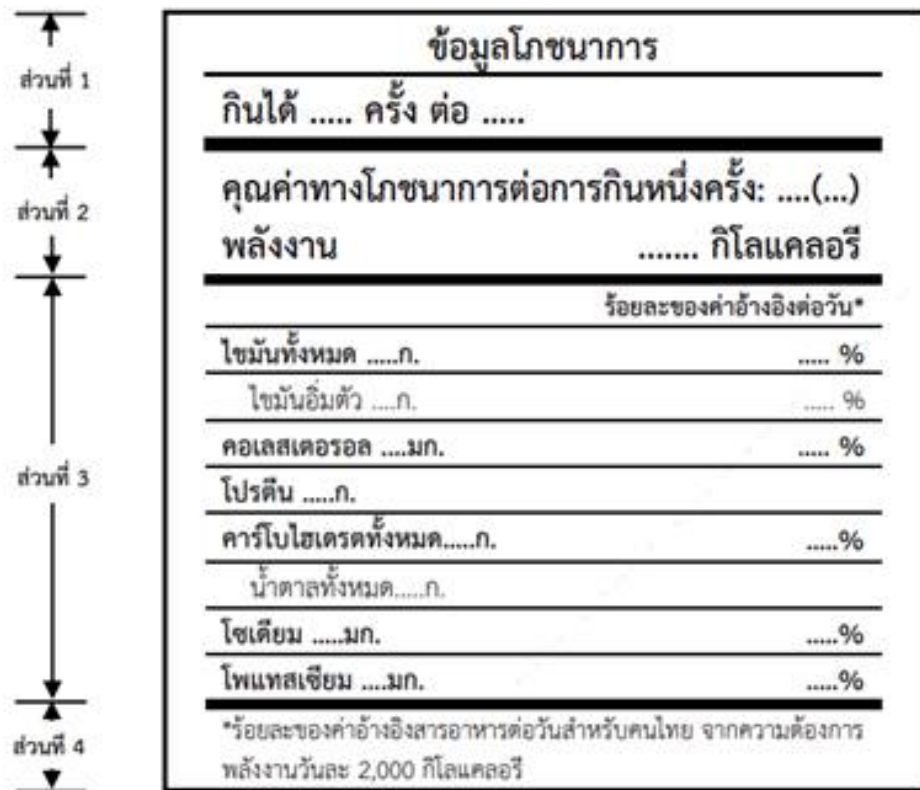 ส่วนที่ 1
ข้อมูลโภชนาการ
กินได้ ..... ครั้ง ต่อ .....
ส่วนที่ 2
คุณค่าทางโภชนาการต่อการกินหนึ่งครั้ง: ....(...)
พลังงาน ....... กิโลแคลอรี
ส่วนที่ 3
ร้อยละของค่าอ้างอิงต่อวัน*
ไขมันทั้งหมด .....ก. ..... %
ไขมันอิ่มตัว ....ก. ..... %
คอเลสเตอรอล ....มก. ..... %
โปรตีน .....ก.
คาร์โบไฮเดรตทั้งหมด.....ก. .....%
น้ำตาลทั้งหมด.....ก.
โซเดียม .....มก. .....%
โพแทสเซียม ....มก. .....%
ส่วนที่ 4
*ร้อยละของค่าอ้างอิงสารอาหารต่อวันสำหรับคนไทย จากความต้องการ
พลังงานวันละ 2,000 กิโลแคลอรี